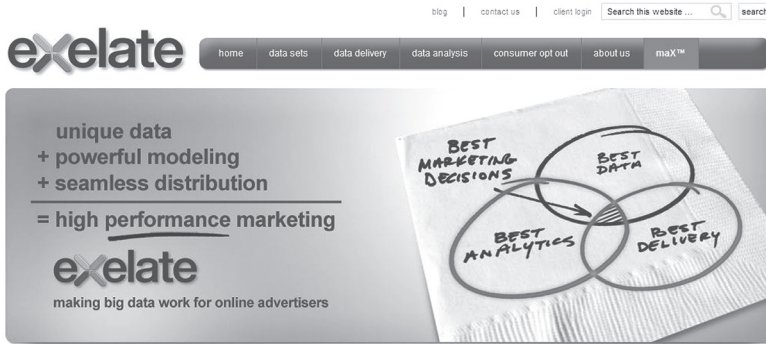 blog | contact us | client login Search this website ... search
exelate
home data sets data delivery data analysis consumer opt out about us maX™
unique data
+ powerful modeling
+ seamless distribution
= high performance marketing
exelate
making big data work for online advertisers
BEST
MARKETING
DECISIONS
BEST
DATA
BEST
ANALYTICS
BEST
DELIVERY